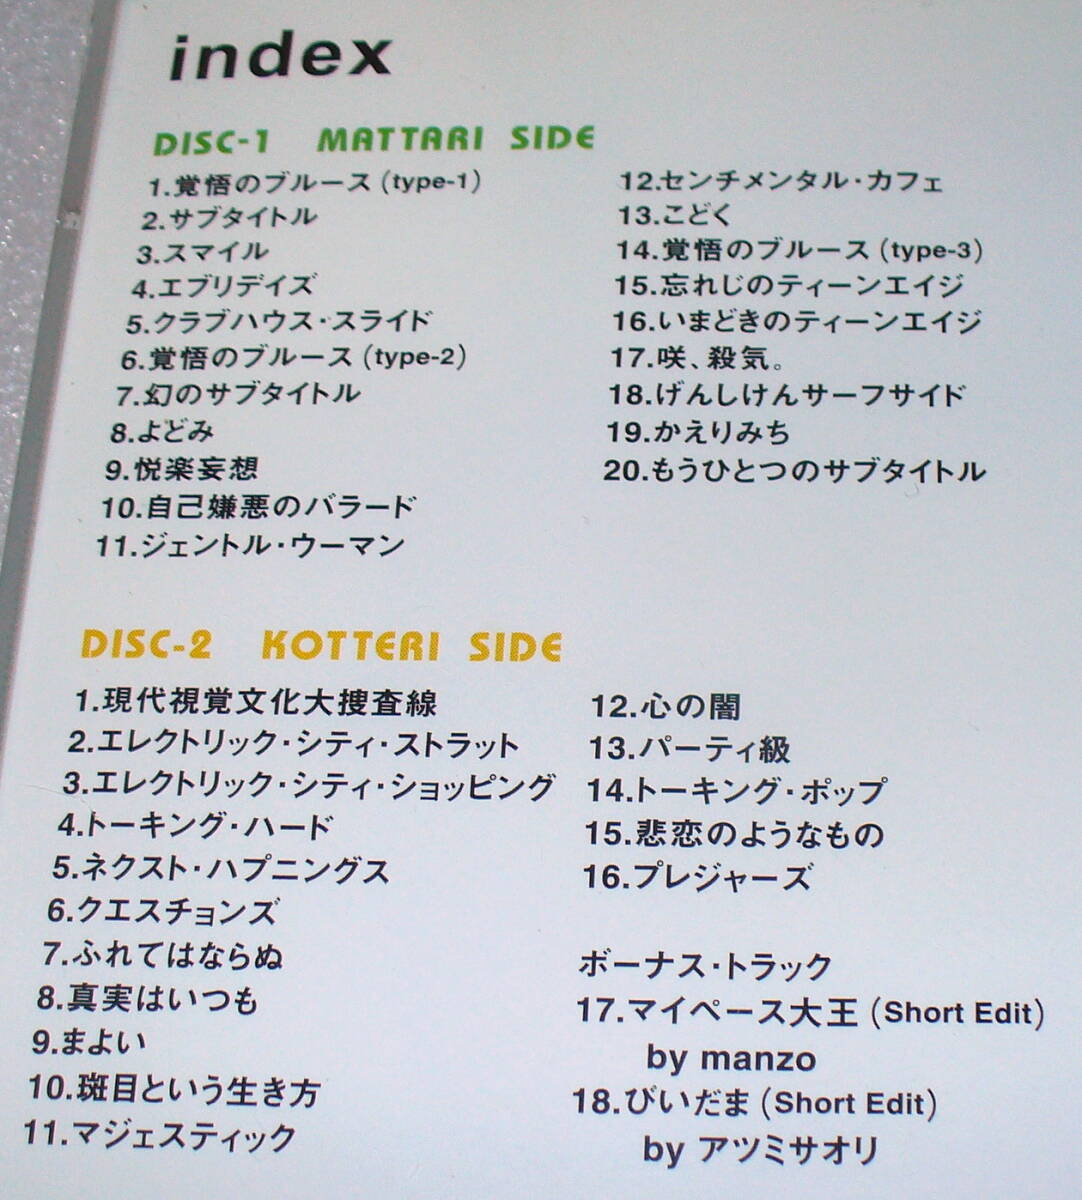 index
DISC-1 MATTARI SIDE
1.覚悟のブルース(type-1)
2.サブタイトル
3.スマイル
4.エブリデイズ
5.クラブハウス・スライド
6.覚悟のブルース(type-2)
7.幻のサブタイトル
8.よどみ
9.悦楽妄想
10.自己嫌悪のバラード
11.ジェントル・ウーマン
12.センチメンタル・カフェ
13.こどく
14.覚悟のブルース(type-3)
15.忘れじのティーンエイジ
16.いまどきのティーンエイジ
17.咲、殺気。
18.げんしけんサーフサイド
19.かえりみち
20.もうひとつのサブタイトル
DISC-2 KOTTERI SIDE
1.現代視覚文化大捜査線
2.エレクトリック・シティ・ストラット
3.エレクトリック・シティ・ショッピング
4.トーキング・ハード
5.ネクスト・ハプニングス
6.クエスチョンズ
7.ふれてはならぬ
8.真実はいつも
9.まよい
10.斑目という生き方
11.マジェスティック
12.心の闇
13.パーティ級
14.トーキング・ポップ
15.悲恋のようなもの
16.プレジャーズ
ボーナス・トラック
17.マイペース大王(Short Edit)
by manzo
18.びいだま(Short Edit)
by アツミサオリ